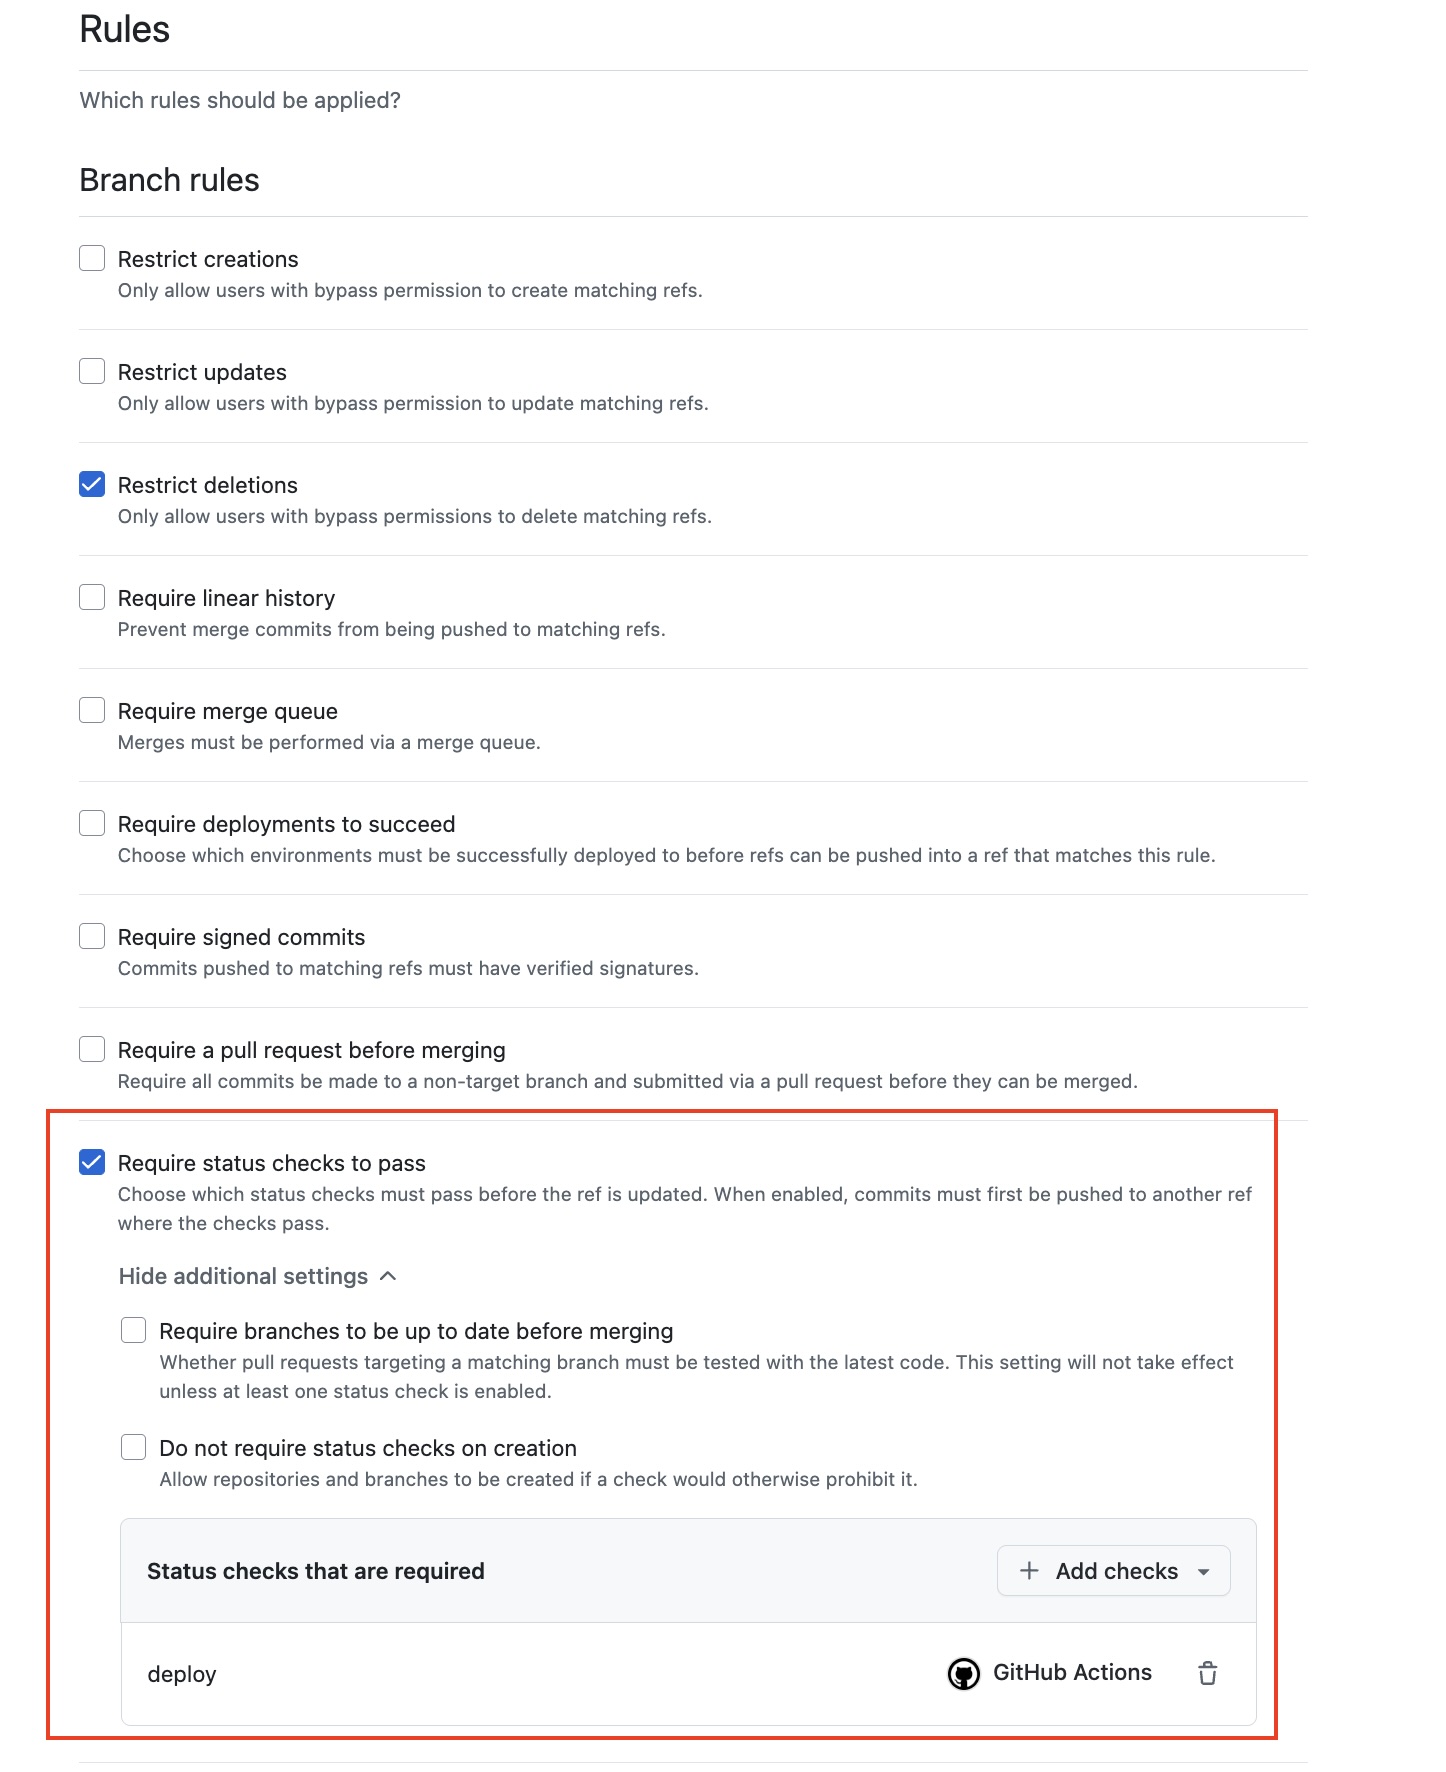 Rules
Which rules should be applied?
Branch rules
Restrict creations
Only allow users with bypass permission to create matching refs.
Restrict updates
Only allow users with bypass permission to update matching refs.
Restrict deletions
Only allow users with bypass permissions to delete matching refs.
Require linear history
Prevent merge commits from being pushed to matching refs.
Require merge queue
Merges must be performed via a merge queue.
Require deployments to succeed
Choose which environments must be successfully deployed to before refs can be pushed into a ref that matches this rule.
Require signed commits
Commits pushed to matching refs must have verified signatures.
Require a pull request before merging
Require all commits be made to a non-target branch and submitted via a pull request before they can be merged.
Require status checks to pass
Choose which status checks must pass before the ref is updated. When enabled, commits must first be pushed to another ref
where the checks pass.
Hide additional settings
Require branches to be up to date before merging
Whether pull requests targeting a matching branch must be tested with the latest code. This setting will not take effect
unless at least one status check is enabled.
Do not require status checks on creation
Allow repositories and branches to be created if a check would otherwise prohibit it.
Status checks that are required
Add checks
deploy
GitHub Actions